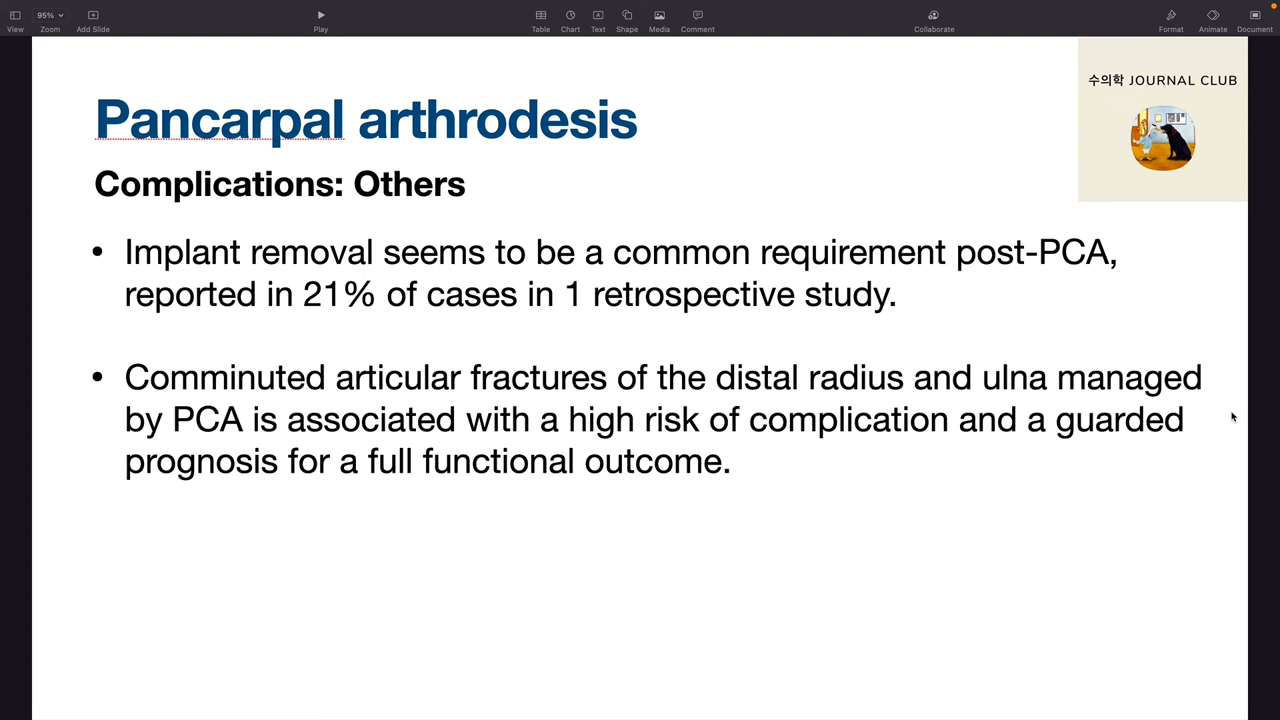 95%
View
Zoom
Add Slide
Play
Table
Chart
Text
Shape
Media
Comment
Collaborate
Format
Animate
Document
수의학 JOURNAL CLUB
Pancarpal arthrodesis
Complications: Others
• Implant removal seems to be a common requirement post-PCA,
reported in 21% of cases in 1 retrospective study.
• Comminuted articular fractures of the distal radius and ulna managed
by PCA is associated with a high risk of complication and a guarded
prognosis for a full functional outcome.